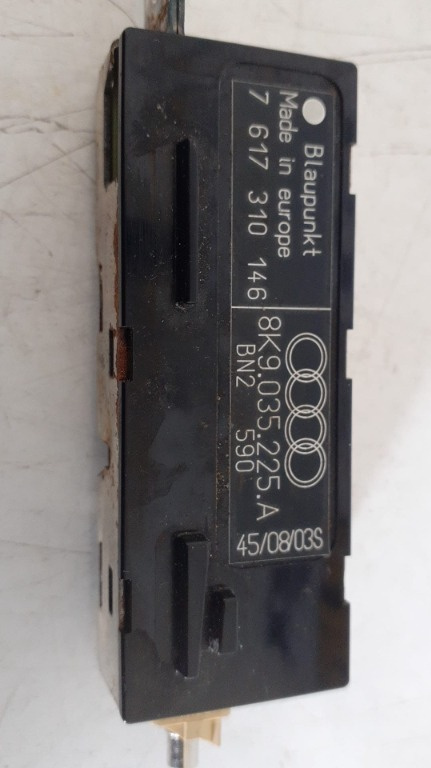 Blaupunkt
Made in europe
7 617 310 146
8K9.035.225.A
BN2 590
45/08/03S